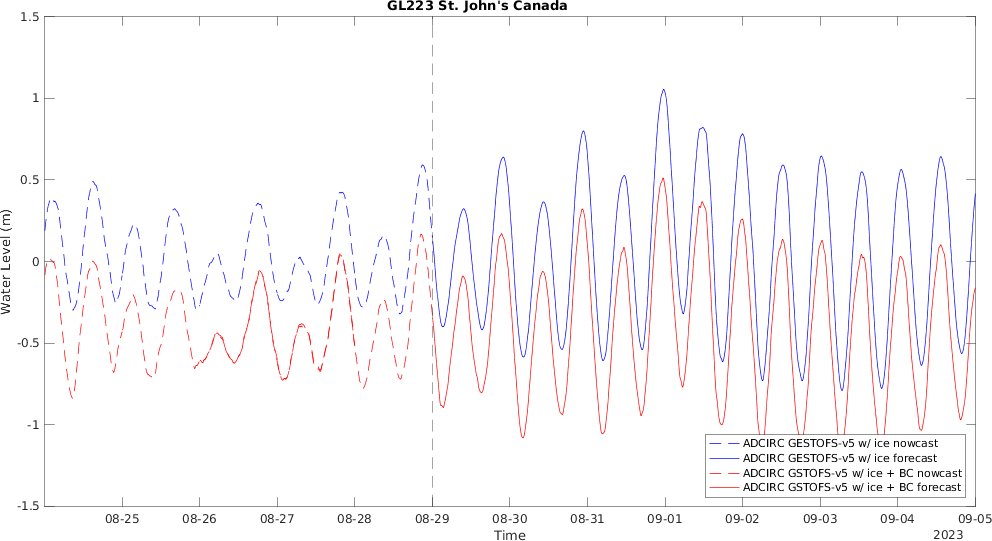 GL223 St. John's Canada
1.5
1
0.5
0
-0.5
-1
-1.5
Water Level (m)
ADCIRC GESTOFS-v5 w/ ice nowcast
ADCIRC GESTOFS-v5 w/ ice forecast
ADCIRC GSTOFS-v5 w/ ice + BC nowcast
ADCIRC GSTOFS-v5 w/ ice + BC forecast
08-25 08-26 08-27 08-28 08-29 08-30 08-31 09-01 09-02 09-03 09-04 09-05
Time
2023